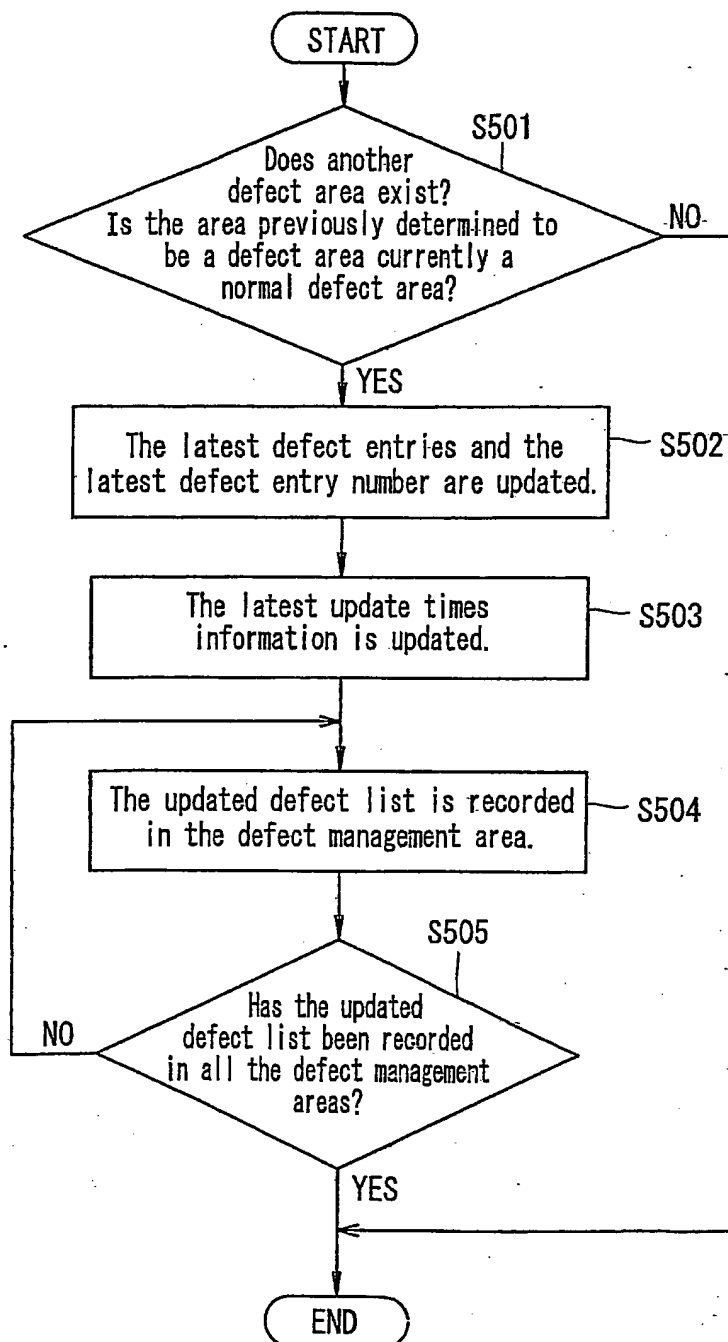 START
S501
Does another
defect area exist?
Is the area previously determined to
be a defect area currently a
normal defect area?
NO
YES
The latest defect entries and the
latest defect entry number are updated.
S502
The latest update times
information is updated.
S503
The updated defect list is recorded
in the defect management area.
S504
S505
Has the updated
defect list been recorded
in all the defect management
areas?
NO
YES
END